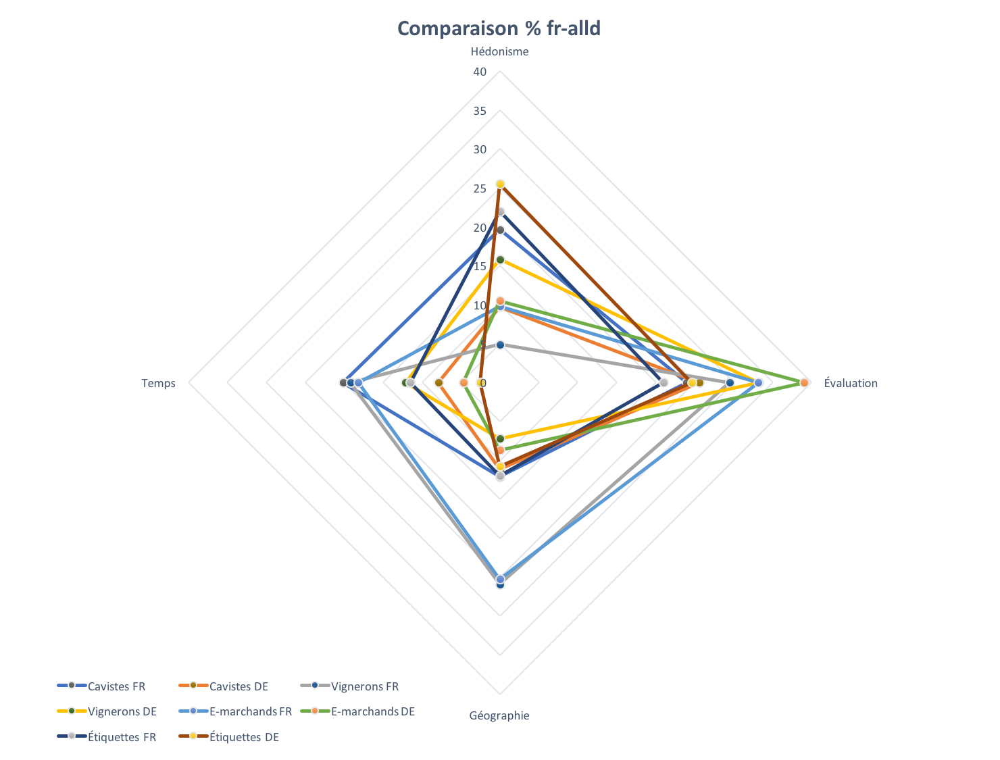 Comparaison % fr-alld
Hédonisme
40
35
30
25
20
15
10
5
0
Temps
Évaluation
Géographie
Cavistes FR
Cavistes DE
Vignerons FR
Vignerons DE
E-marchands FR
E-marchands DE
Étiquettes FR
Étiquettes DE